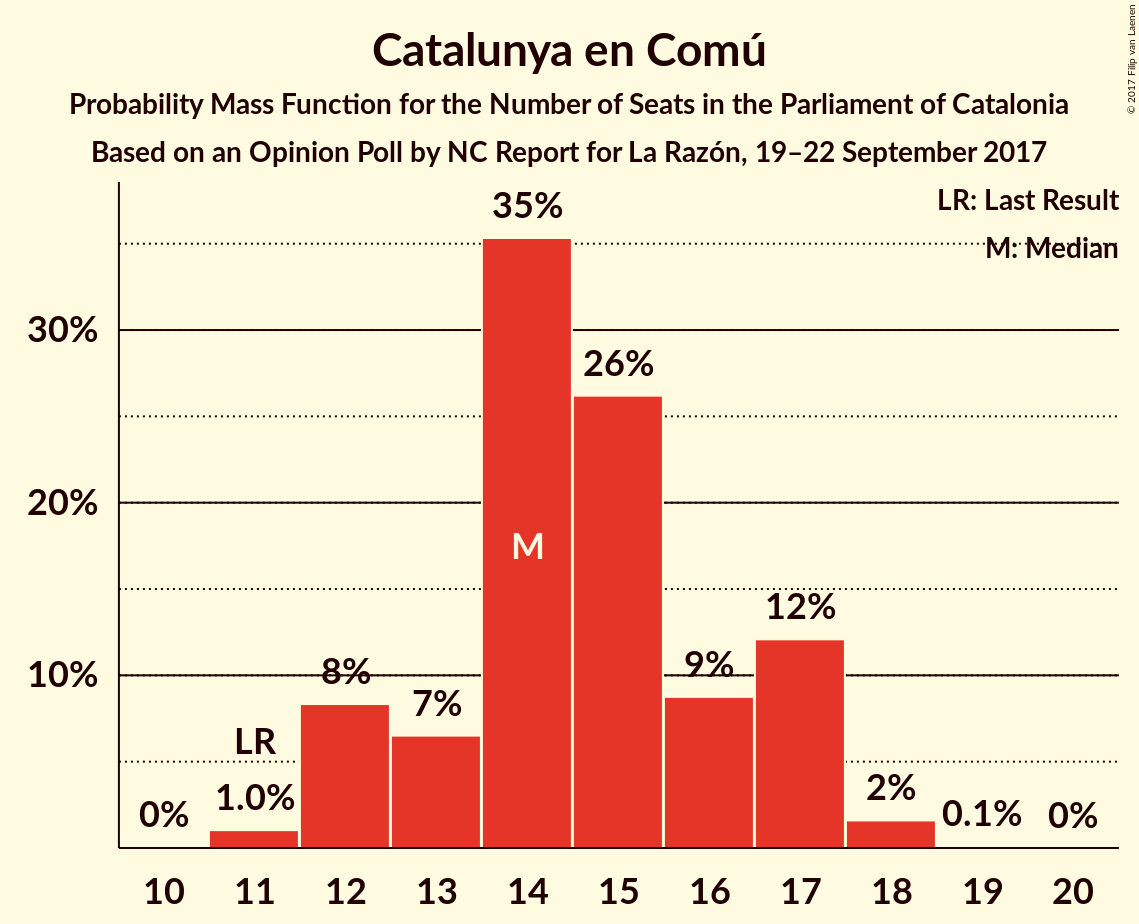 Catalunya en Comú
Probability Mass Function for the Number of Seats in the Parliament of Catalonia
Based on an Opinion Poll by NC Report for La Razón, 19–22 September 2017
© 2017 Filip van Laenen
LR: Last Result
M: Median
35%
30%
26%
20%
M
12%
10%
8%
9%
7%
LR
1.0%
2%
0%
0.1%
0%
10 11 12 13 14 15 16 17 18 19 20